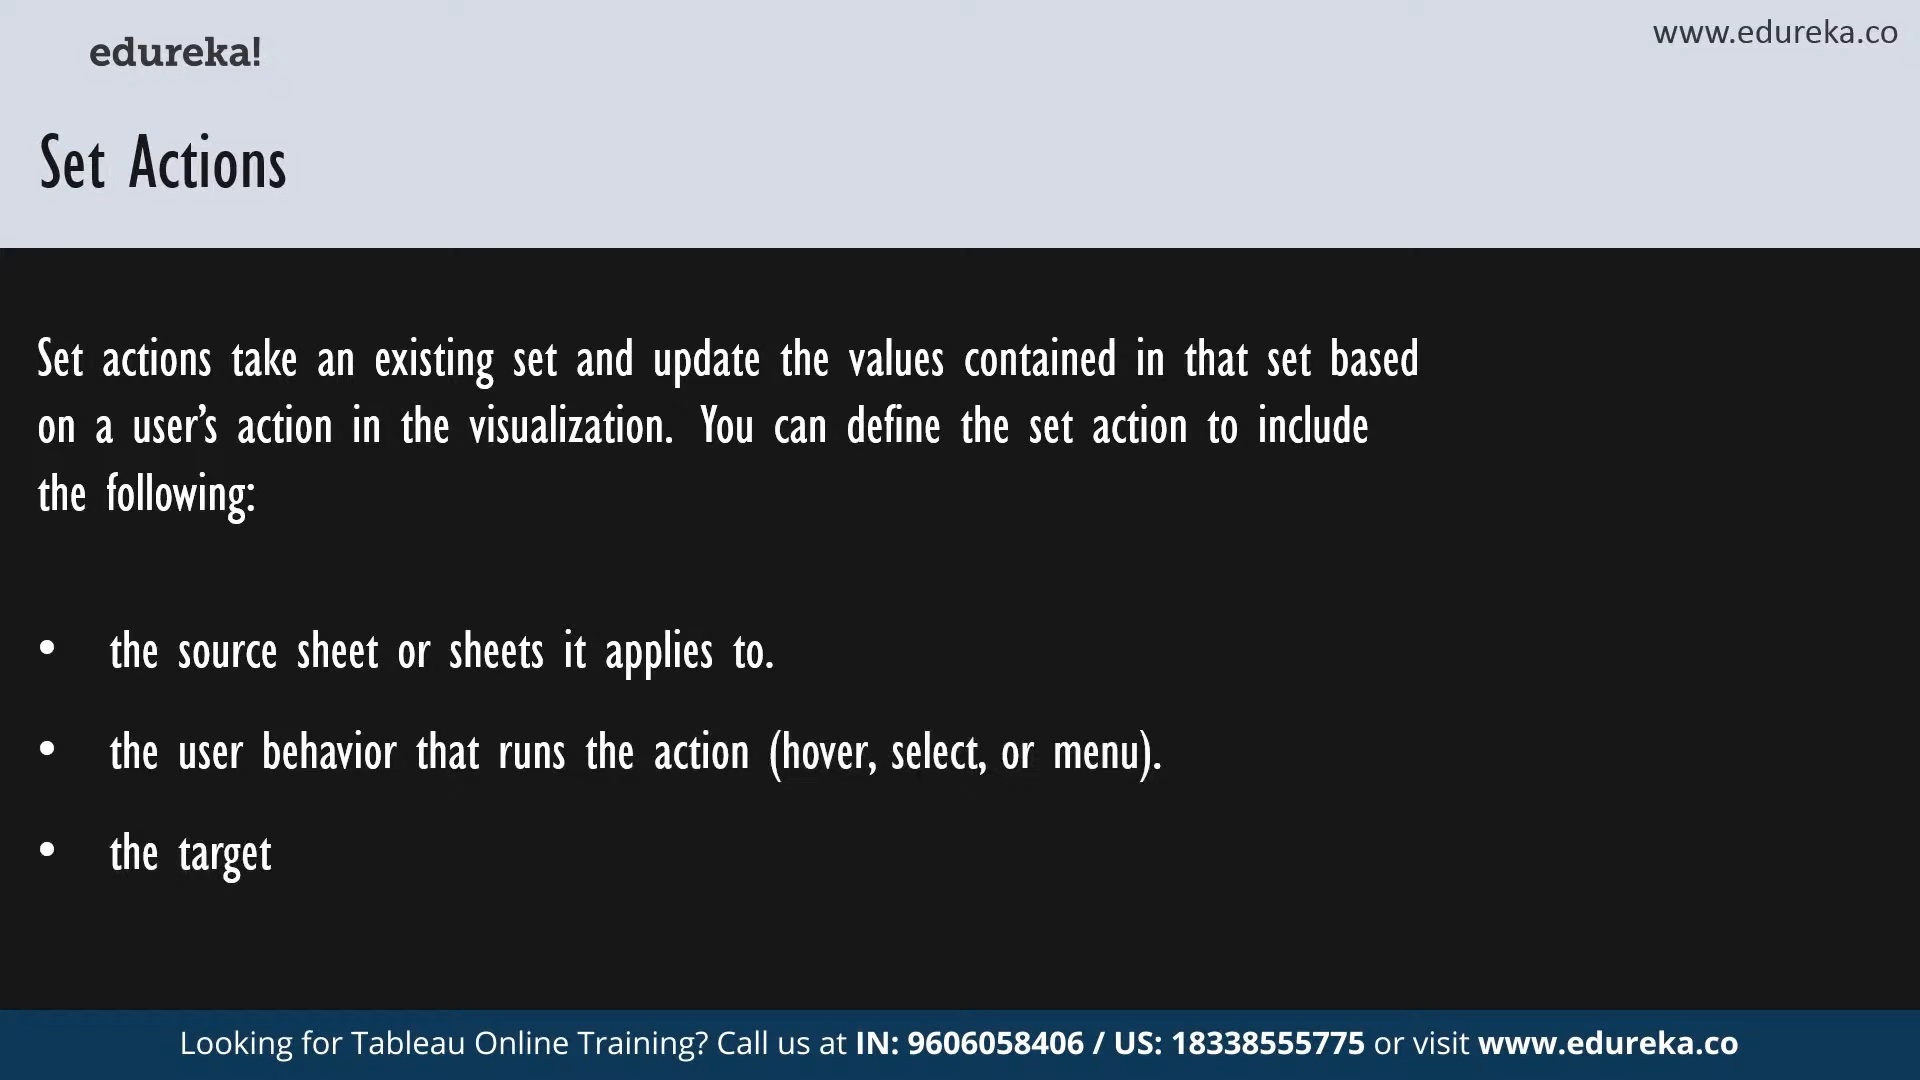 edureka!
www.edureka.co
Set Actions
Set actions take an existing set and update the values contained in that set based
on a user’s action in the visualization. You can define the set action to include
the following:
• the source sheet or sheets it applies to.
• the user behavior that runs the action (hover, select, or menu).
• the target
Looking for Tableau Online Training? Call us at IN: 9606058406 / US: 18338555775 or visit www.edureka.co